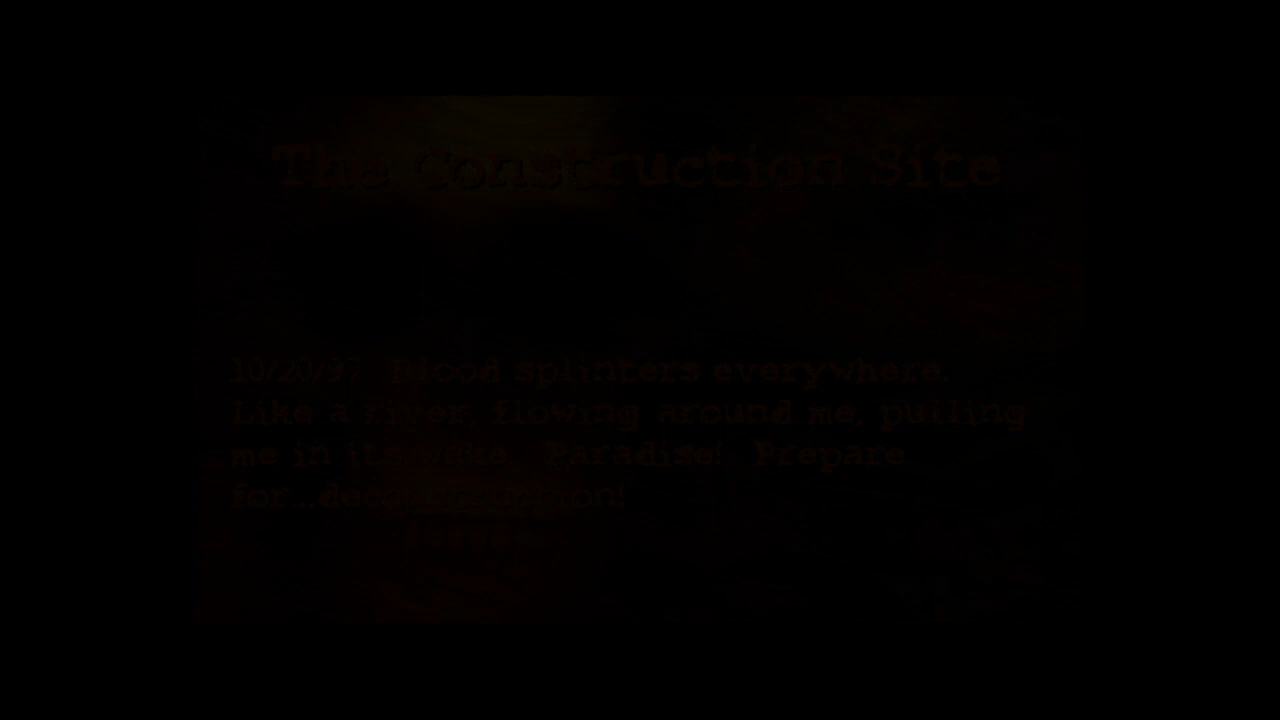 The Construction Site
10/20/97 Blood splinters everywhere.
Like a river, flowing around me, pulling
me in its wake. Paradise! Prepare
for...deconstruction!